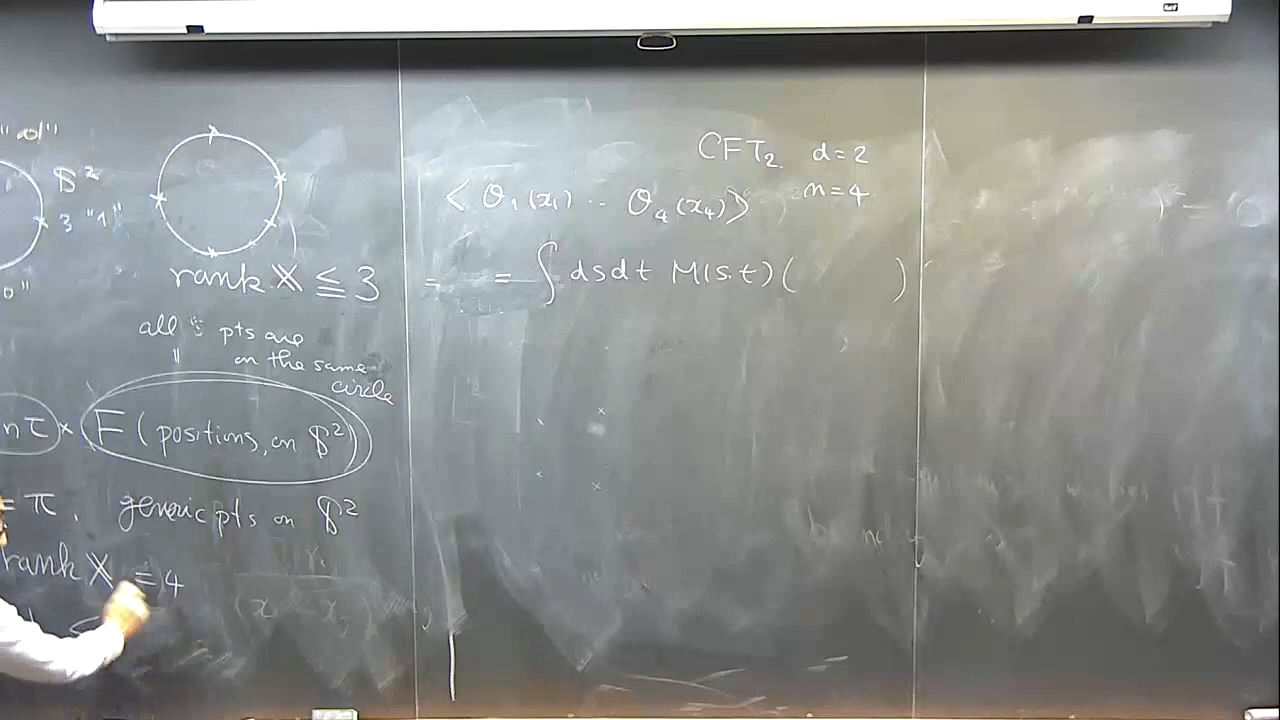 "∞"
S²
3 "1"
0"
rank X ≦ 3
all 5 pts are
on the same
circle
nτ × F (positions, on S²)
= π, generic pts on S²
rank X = 4
CFT₂ d=2
n=4
< O₁(x₁) ·· O₄(x₄) >
= = ∫ ds dt M(s.t) ( )